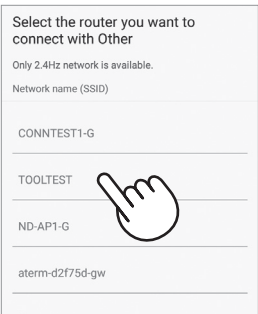 Select the router you want to
connect with Other
Only 2.4Hz network is available.
Network name (SSID)
CONNTEST1-G
TOOLTEST
ND-AP1-G
aterm-d2f75d-gw